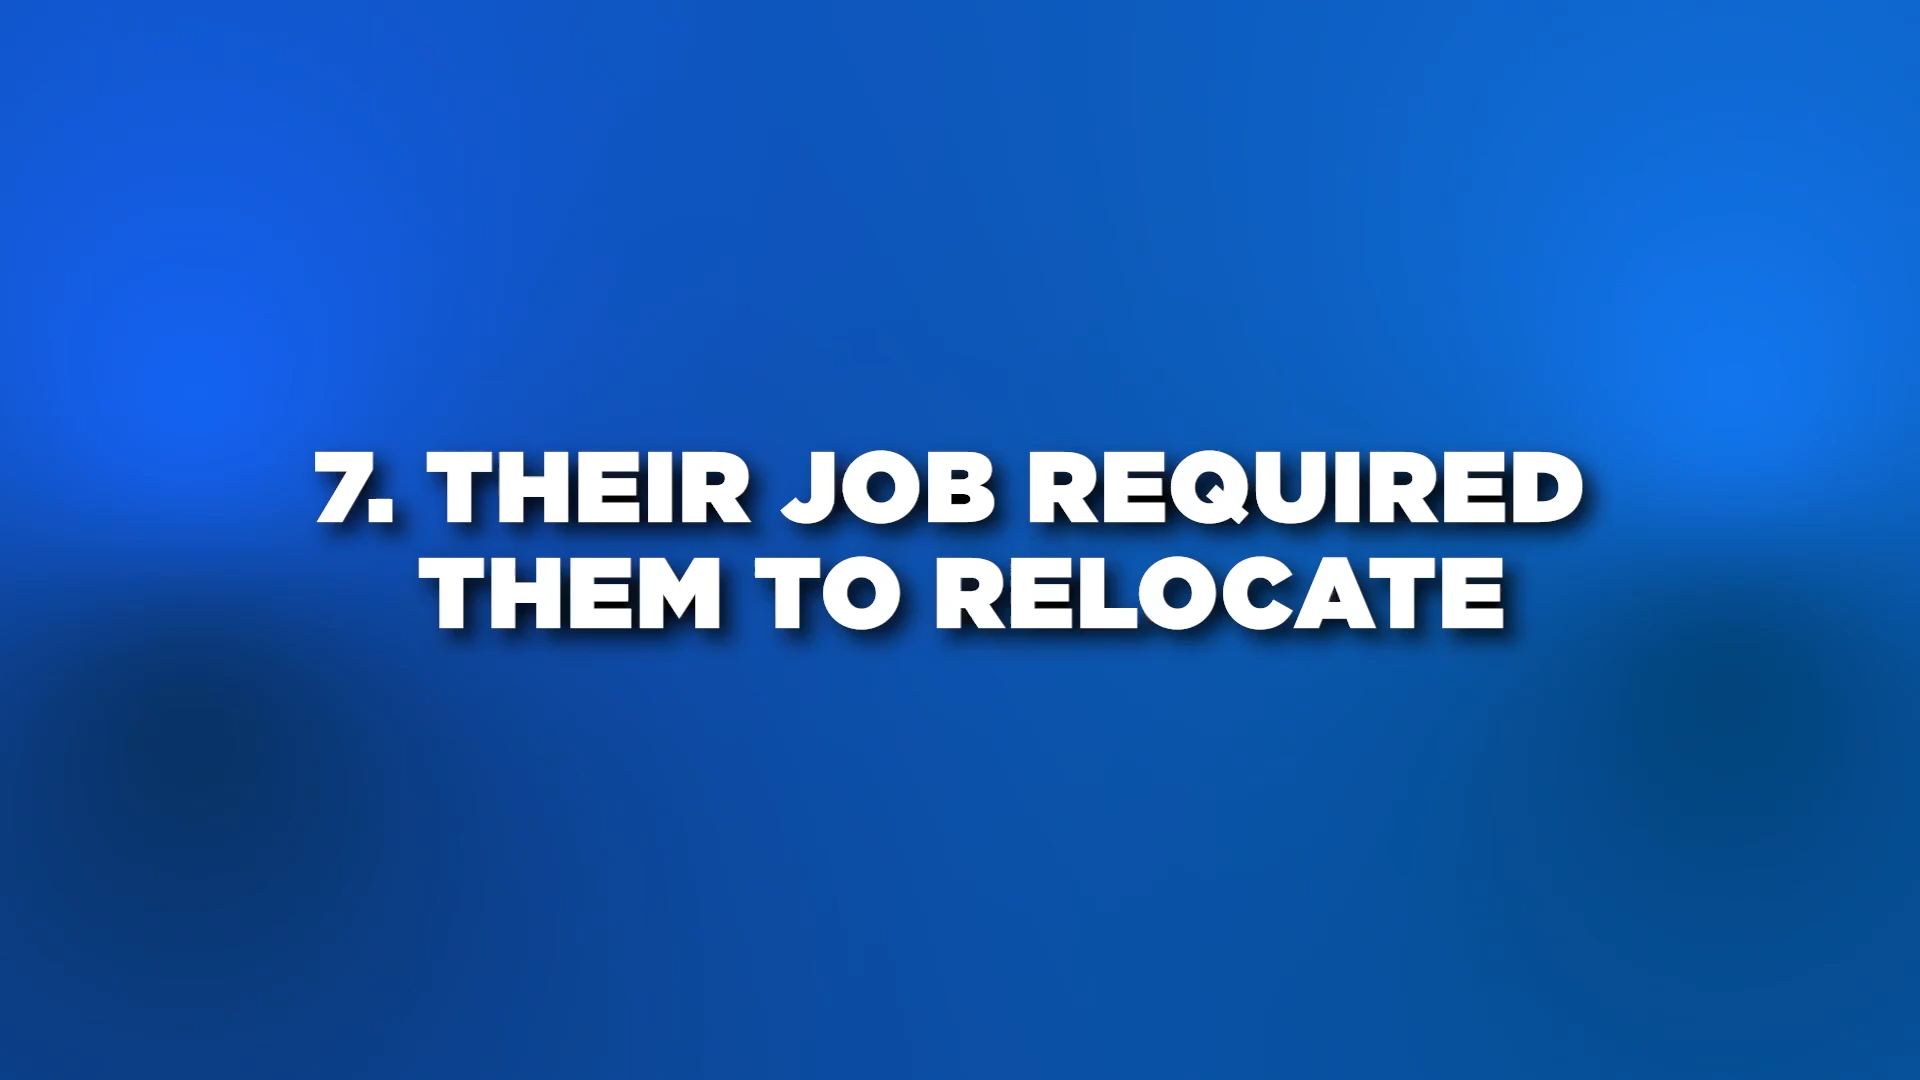 7. THEIR JOB REQUIRED
THEM TO RELOCATE